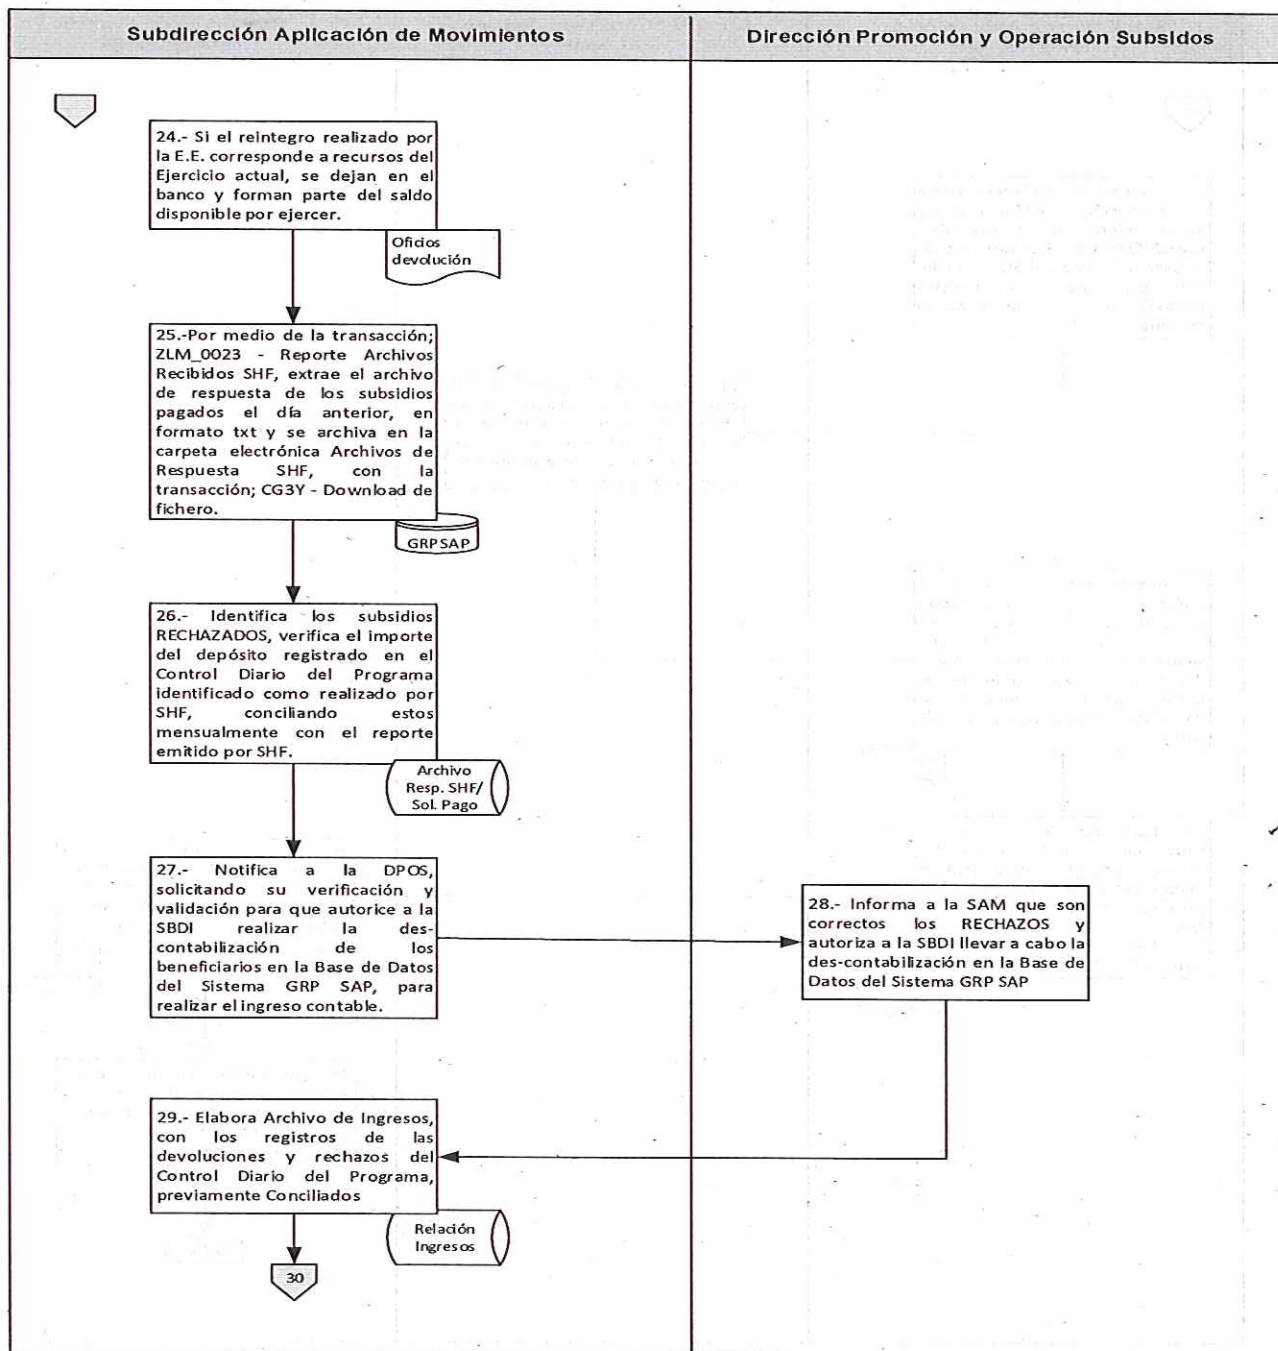 Subdirección Aplicación de Movimientos
Dirección Promoción y Operación Subsidos
24.- Si el reintegro realizado por
la E.E. corresponde a recursos del
Ejercicio actual, se dejan en el
banco y forman parte del saldo
disponible por ejercer.
Oficios
devolución
25.-Por medio de la transacción;
ZLM_0023 - Reporte Archivos
Recibidos SHF, extrae el archivo
de respuesta de los subsidios
pagados el día anterior, en
formato txt y se archiva en la
carpeta electrónica Archivos de
Respuesta SHF, con la
transacción; CG3Y - Download de
fichero.
GRP SAP
26.- Identifica los subsidios
RECHAZADOS, verifica el importe
del depósito registrado en el
Control Diario del Programa
identificado como realizado por
SHF, conciliando estos
mensualmente con el reporte
emitido por SHF.
Archivo
Resp. SHF/
Sol. Pago
27.- Notifica a la DPOS,
solicitando su verificación y
validación para que autorice a la
SBDI realizar la des-
contabilización de los
beneficiarios en la Base de Datos
del Sistema GRP SAP, para
realizar el ingreso contable.
28.- Informa a la SAM que son
correctos los RECHAZOS y
autoriza a la SBDI llevar a cabo la
des-contabilización en la Base de
Datos del Sistema GRP SAP
29.- Elabora Archivo de Ingresos,
con los registros de las
devoluciones y rechazos del
Control Diario del Programa,
previamente Conciliados
Relación
Ingresos
30